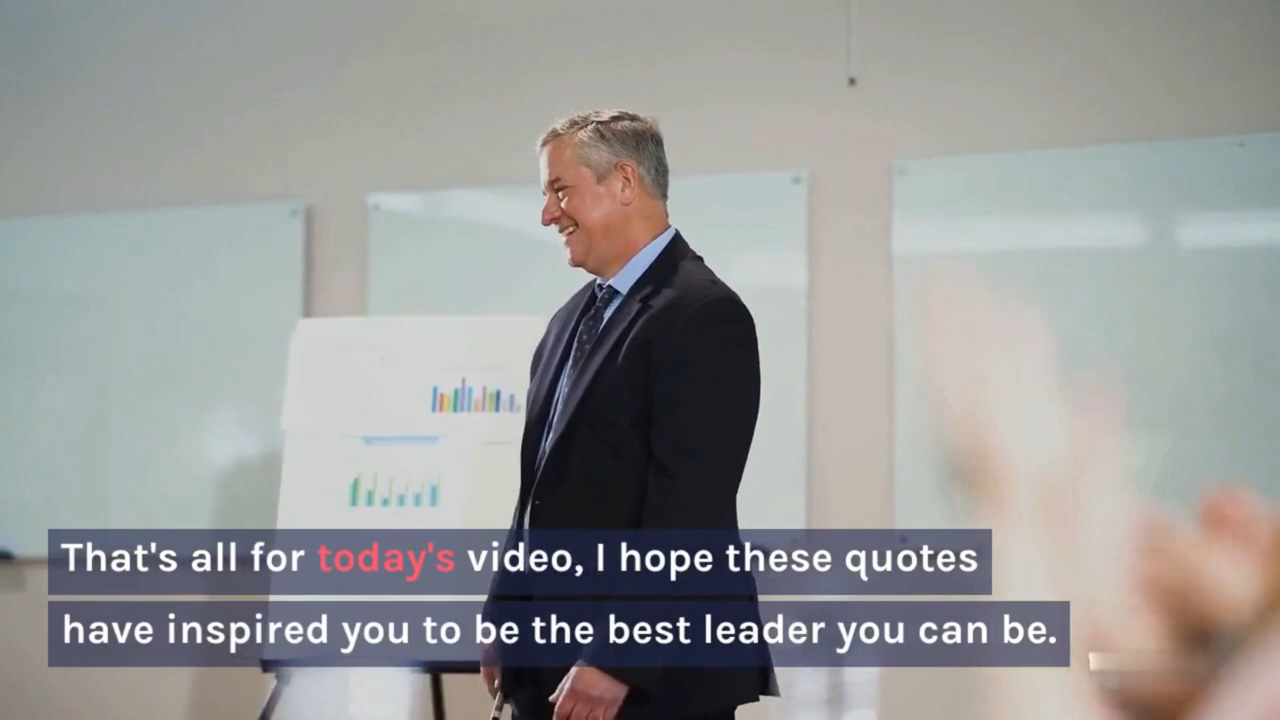 That's all for today's video, I hope these quotes
have inspired you to be the best leader you can be.